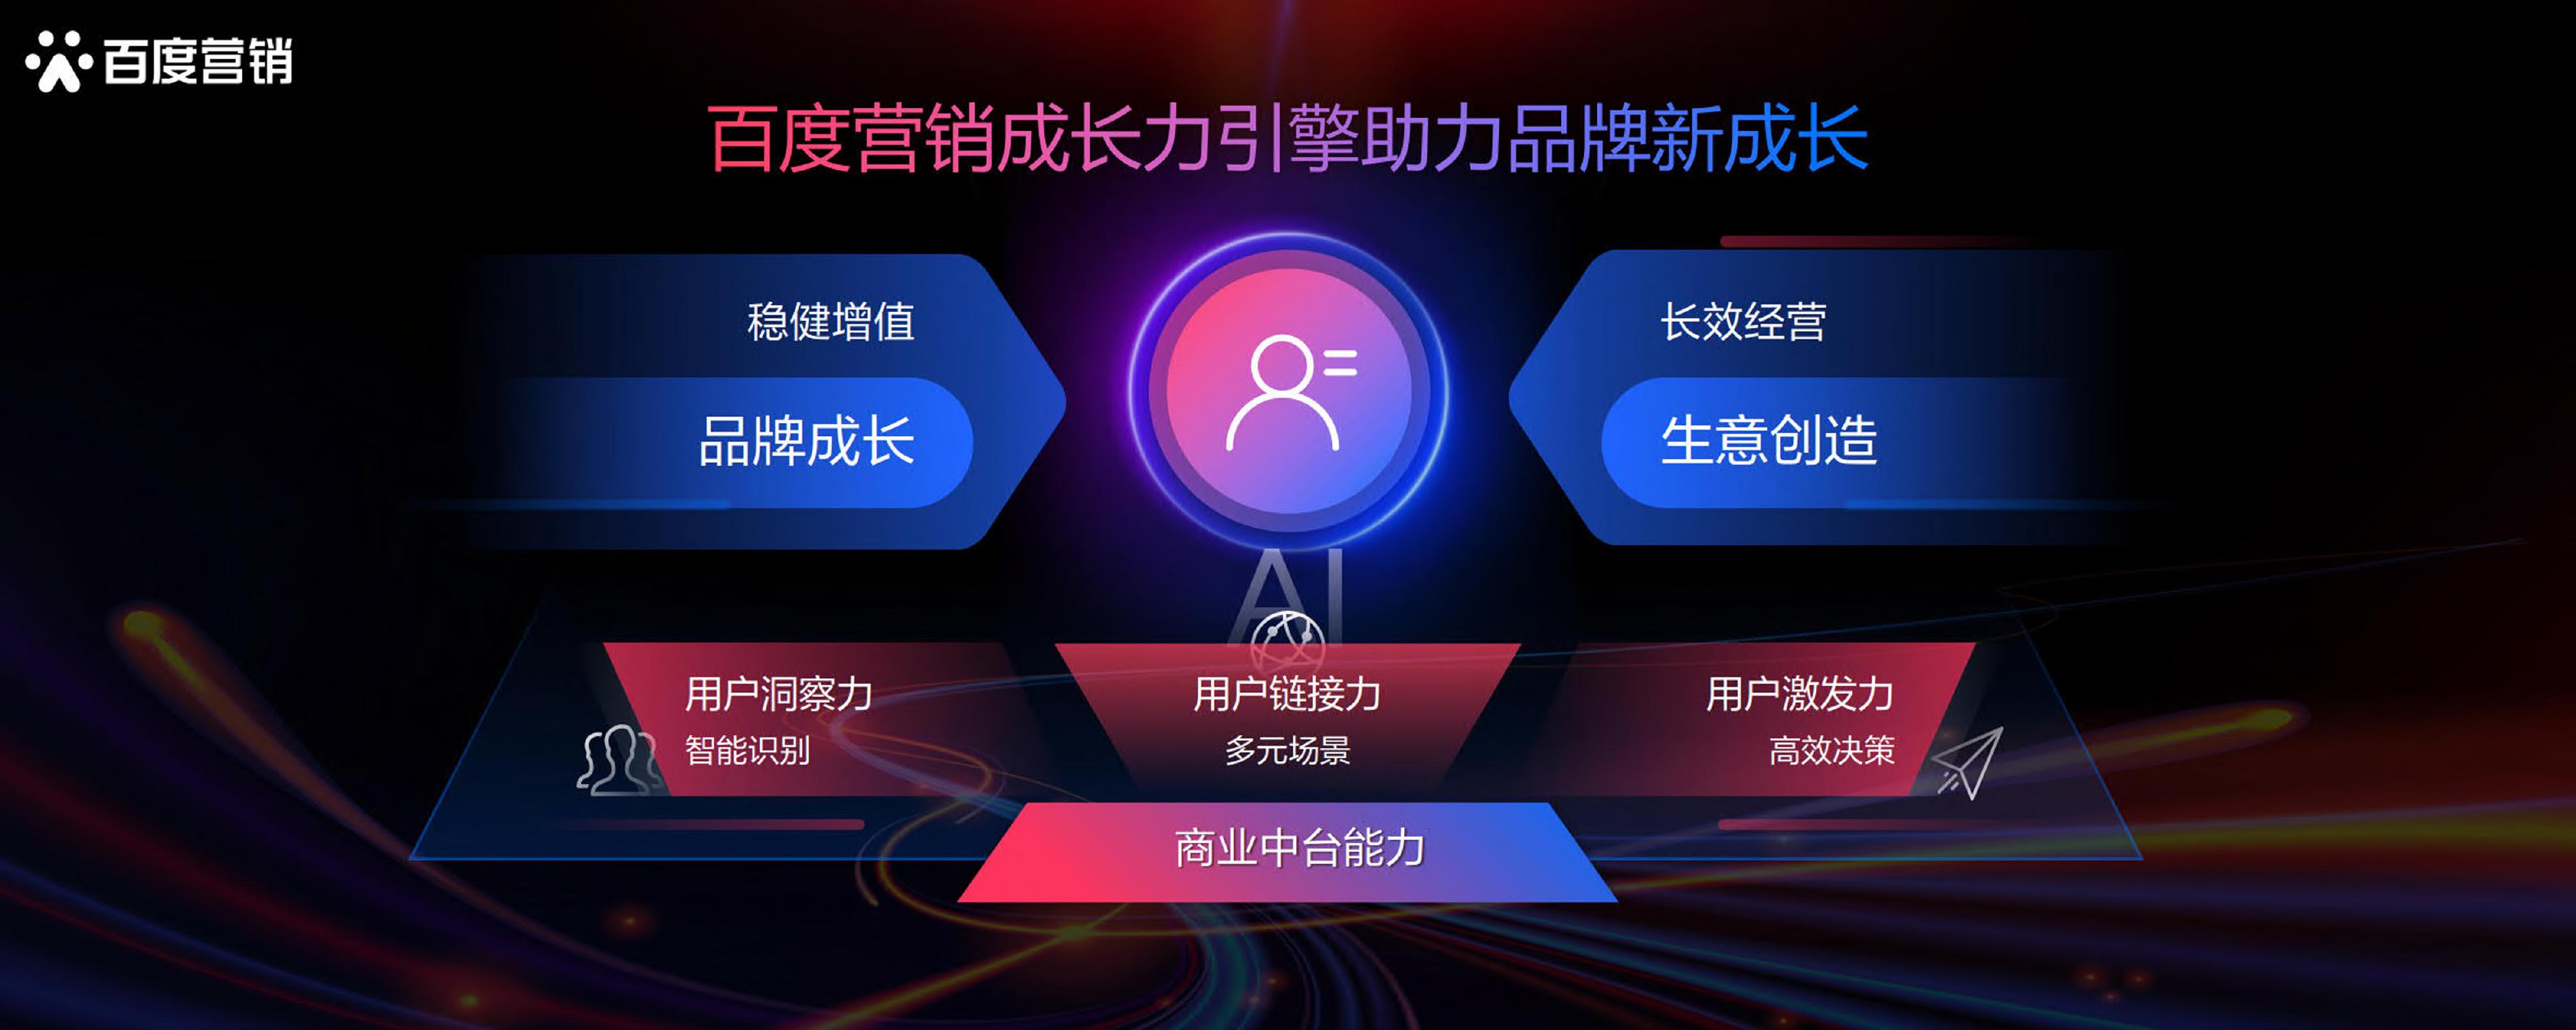 百度营销
百度营销成长力引擎助力品牌新成长
稳健增值
品牌成长
长效经营
生意创造
AI
用户洞察力
智能识别
用户链接力
多元场景
用户激发力
高效决策
商业中台能力